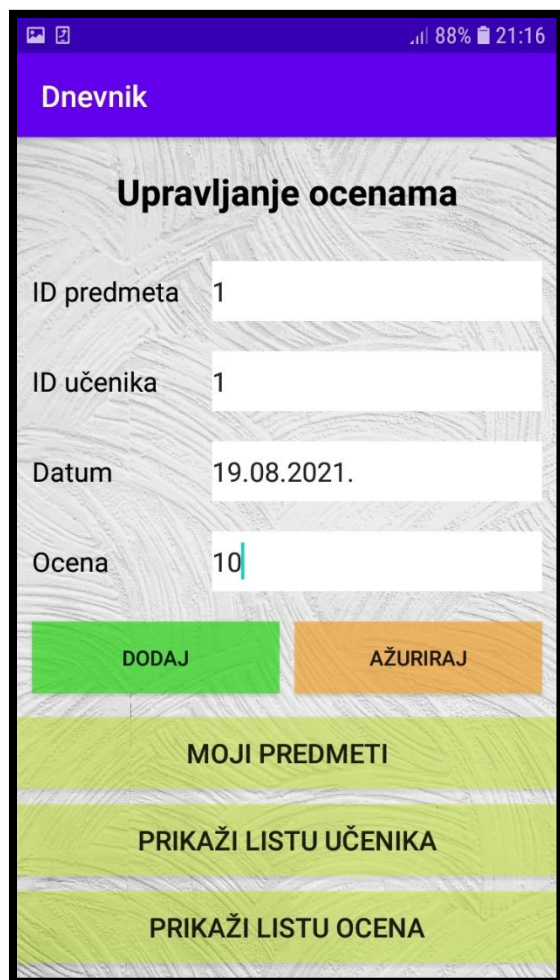 88% 21:16
Dnevnik
Upravljanje ocenama
ID predmeta 1
ID učenika 1
Datum 19.08.2021.
Ocena 10
DODAJ AŽURIRAJ
MOJI PREDMETI
PRIKAŽI LISTU UČENIKA
PRIKAŽI LISTU OCENA